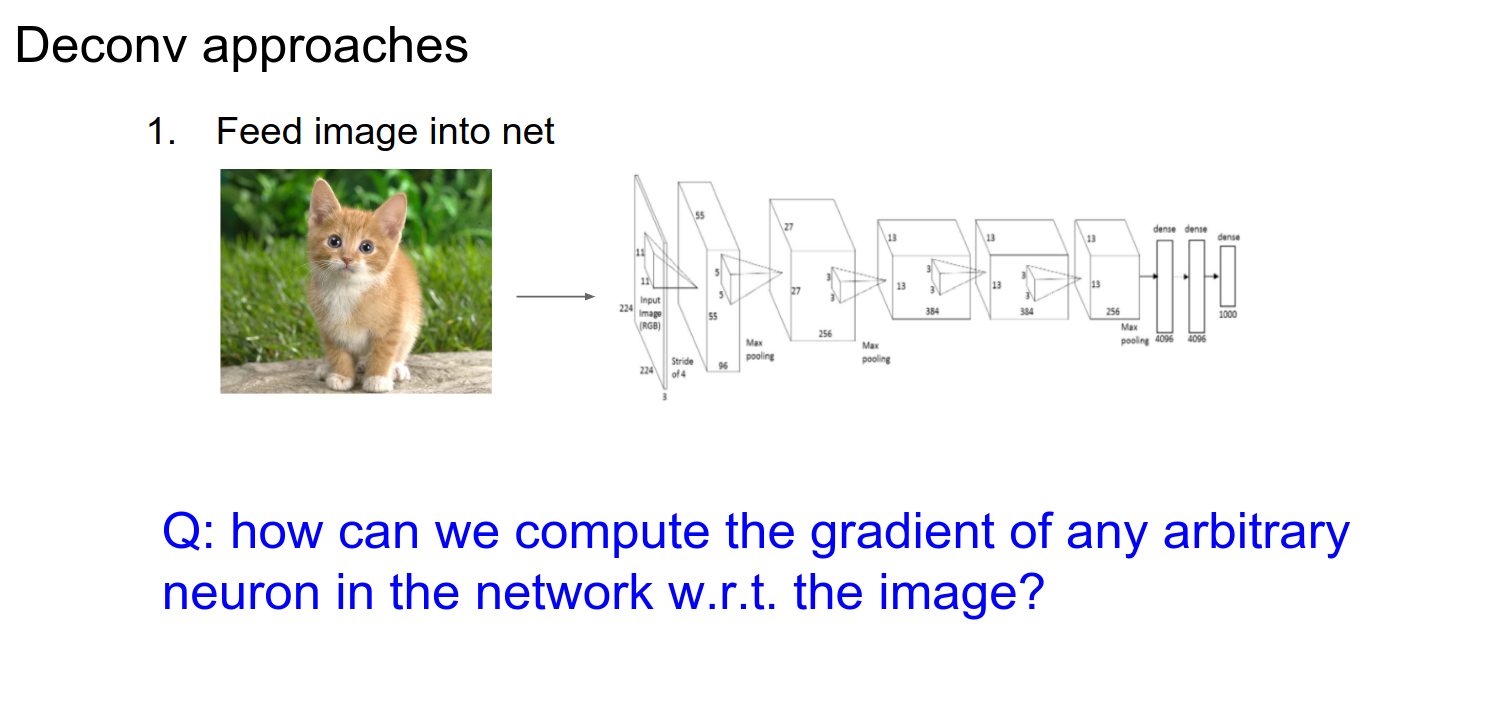 Deconv approaches
1. Feed image into net
55
27
13
13
13
dense
dense
dense
11
5
3
3
3
11
5
3
3
3
13
13
13
224
Input
Image
(RGB)
55
27
384
384
256
1000
256
Max
pooling
4096
4096
Max
pooling
Max
pooling
Stride
of 4
96
224
3
Q: how can we compute the gradient of any arbitrary
neuron in the network w.r.t. the image?